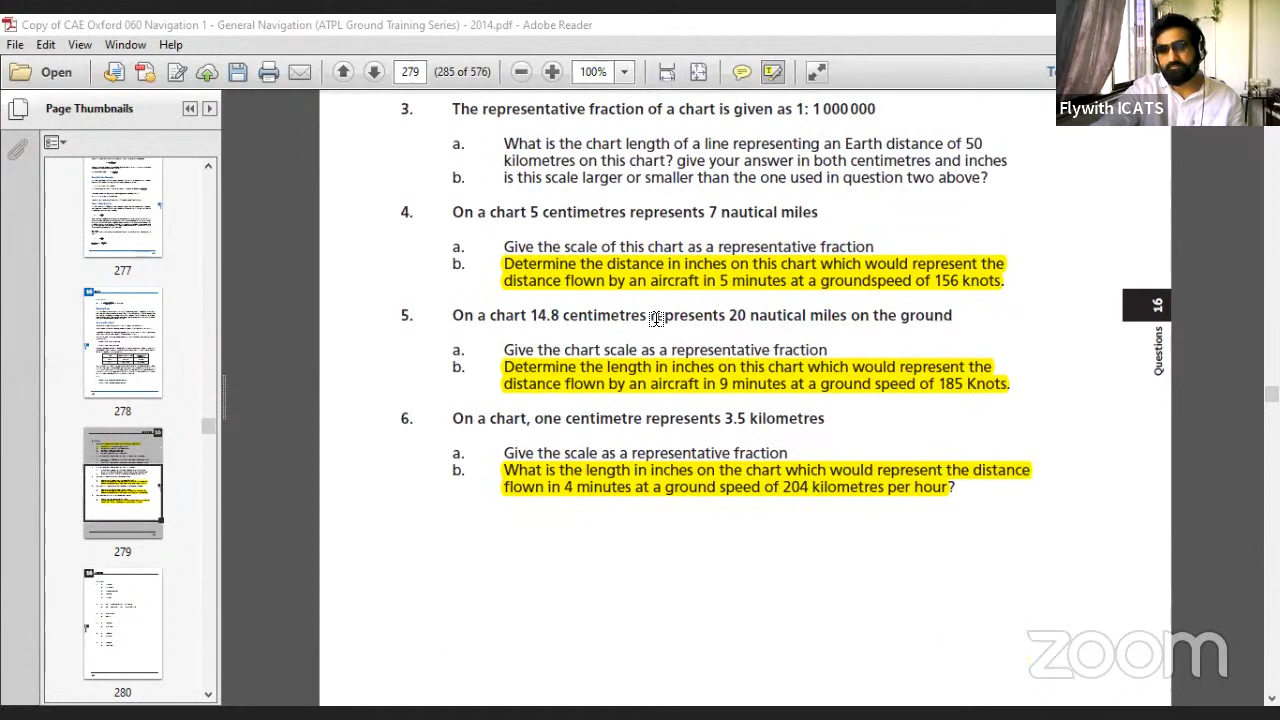 Copy of CAE Oxford 060 Navigation 1 - General Navigation (ATPL Ground Training Series) - 2014.pdf - Adobe Reader
File Edit View Window Help
Open 279 (285 of 576) 100%
Flywith ICATS
Page Thumbnails
277
278
279
280
3. The representative fraction of a chart is given as 1: 1 000 000
a. What is the chart length of a line representing an Earth distance of 50
kilometres on this chart? give your answer in both centimetres and inches
b. is this scale larger or smaller than the one used in question two above?
4. On a chart 5 centimetres represents 7 nautical miles
a. Give the scale of this chart as a representative fraction
b. Determine the distance in inches on this chart which would represent the
distance flown by an aircraft in 5 minutes at a groundspeed of 156 knots.
5. On a chart 14.8 centimetres represents 20 nautical miles on the ground
a. Give the chart scale as a representative fraction
b. Determine the length in inches on this chart which would represent the
distance flown by an aircraft in 9 minutes at a ground speed of 185 Knots.
6. On a chart, one centimetre represents 3.5 kilometres
a. Give the scale as a representative fraction
b. What is the length in inches on the chart which would represent the distance
flown in 4 minutes at a ground speed of 204 kilometres per hour?
16
Questions
zoom